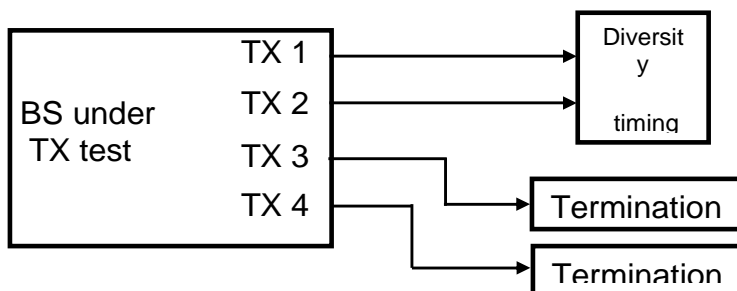 BS under
TX test
TX 1
TX 2
TX 3
TX 4
Diversit
y
timing
Termination
Termination